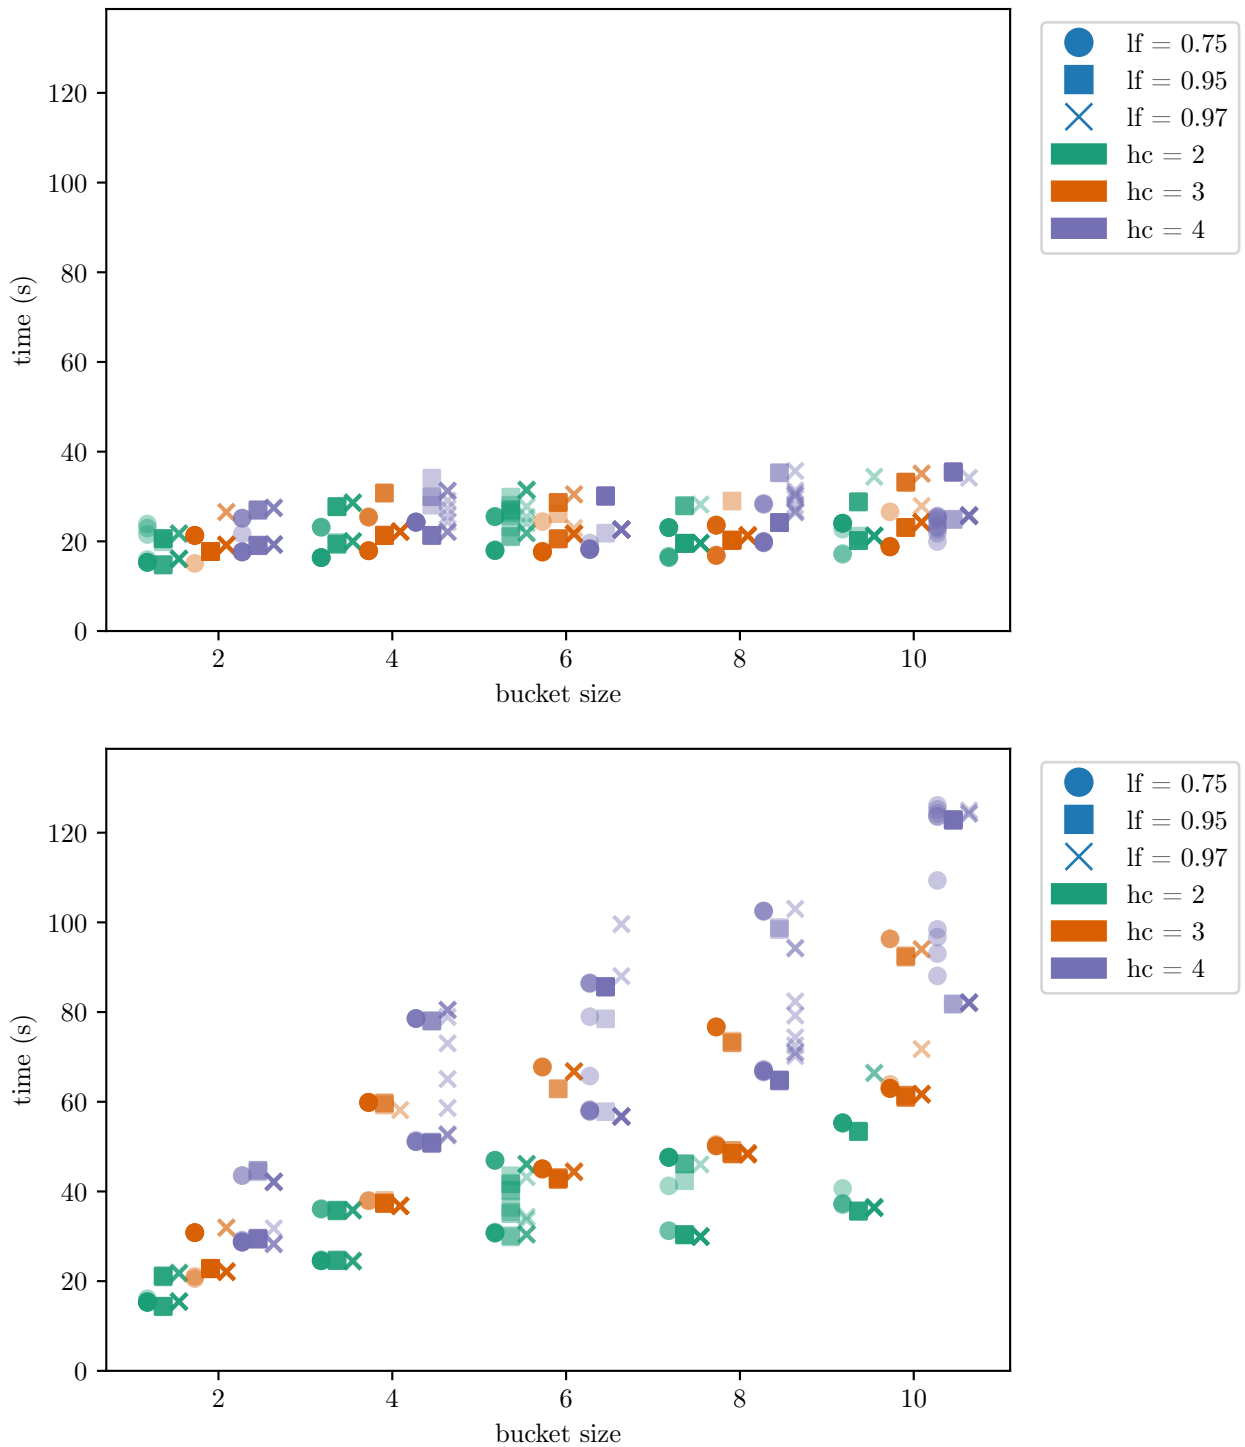 120
100
80
60
40
20
0
time (s)
2 4 6 8 10
bucket size
lf = 0.75
lf = 0.95
lf = 0.97
hc = 2
hc = 3
hc = 4
120
100
80
60
40
20
0
time (s)
2 4 6 8 10
bucket size
lf = 0.75
lf = 0.95
lf = 0.97
hc = 2
hc = 3
hc = 4